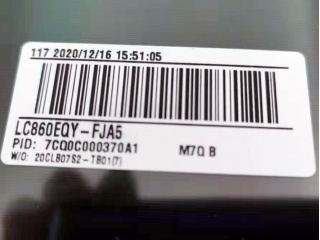 117 2020/12/16 15:51:05
LC860EQY-FJA5
PID: 7CQ0C000370A1 M7Q B
W/O: 20CLB07S2-TB01(7)